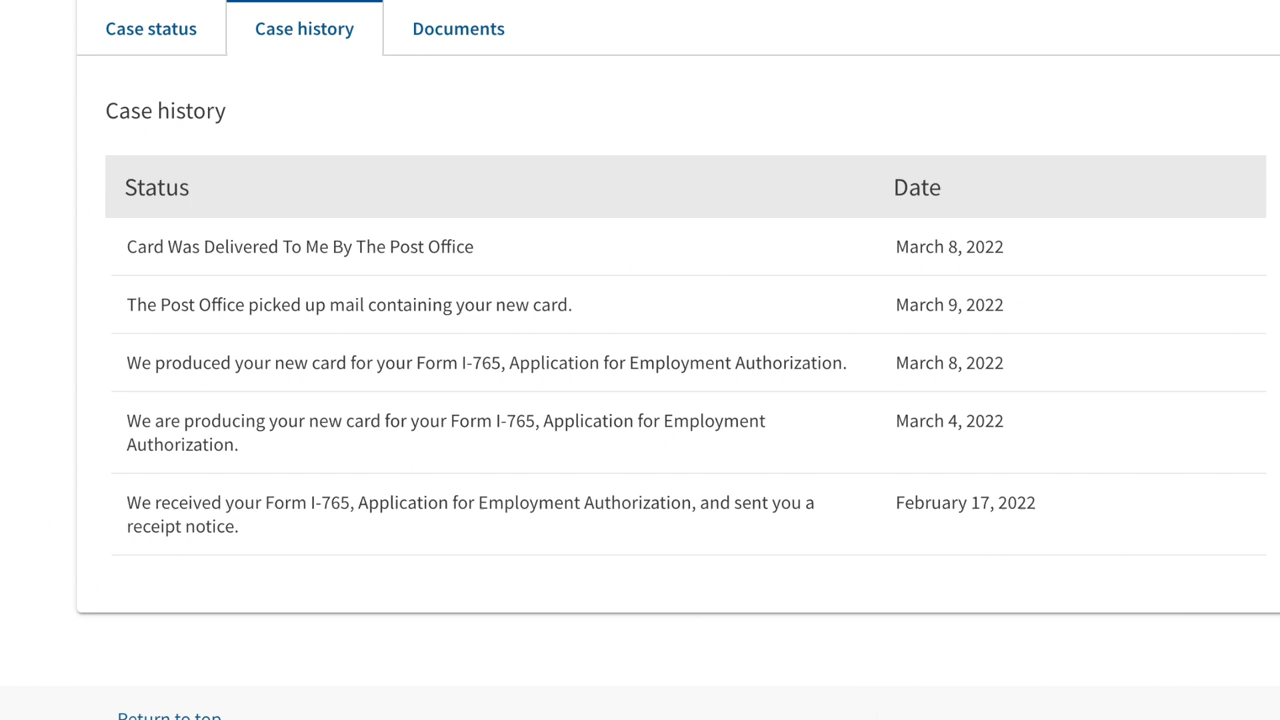 Case status Case history Documents
Case history
Status Date
Card Was Delivered To Me By The Post Office March 8, 2022
The Post Office picked up mail containing your new card. March 9, 2022
We produced your new card for your Form I-765, Application for Employment Authorization. March 8, 2022
We are producing your new card for your Form I-765, Application for Employment March 4, 2022
Authorization.
We received your Form I-765, Application for Employment Authorization, and sent you a February 17, 2022
receipt notice.
Return to top